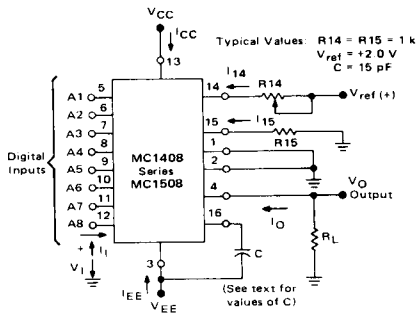 VCC
ICC
13
Typical Values: R14 = R15 = 1 k
Vref = +2.0 V
C = 15 pF
Digital Inputs
A1 5
A2 6
A3 7
A4 8
A5 9
A6 10
A7 11
A8 12
MC1408
Series
MC1508
14 I14 R14 Vref (+)
15 I15 R15
1
2
4 VO
Output
IO
16
C
RL
+ II
VI
3
IEE
VEE
(See text for
values of C)